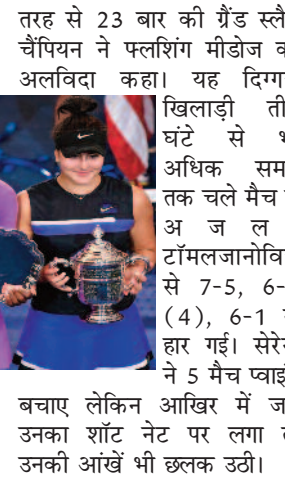 तरह से 23 बार की ग्रैंड स्लै
चैंपियन ने फ्लशिंग मीडोज
अलविदा कहा। यह दिग्गा
खिलाड़ी ती
घंटे से
अधिक सम
तक चले मैच
अ ज ल
टॉमलजानोवि
से 7-5, 6-
(4), 6-1
हार गई। सेरे
ने 5 मैच प्वाइं
बचाए लेकिन आखिर में ज
उनका शॉट नेट पर लगा
उनकी आंखें भी छलक उठी।